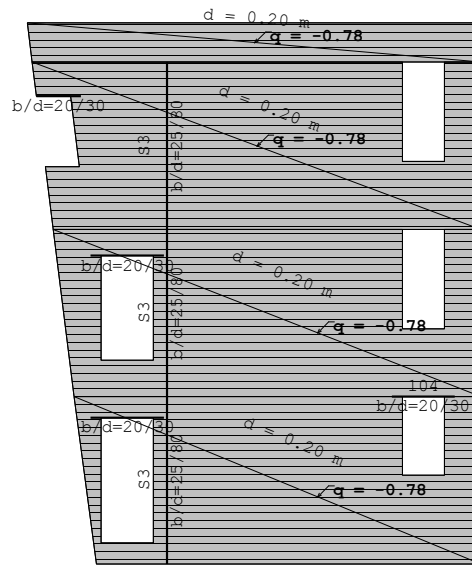 d = 0.20 m
q = -0.78
d = 0.20 m
b/d=20/30
q = -0.78
S3
b/d=25/80
d = 0.20 m
b/d=20/30
S3
b/d=25/80
q = -0.78
104
b/d=20/30
b/d=20/30
d = 0.20 m
S3
b/d=25/80
q = -0.78